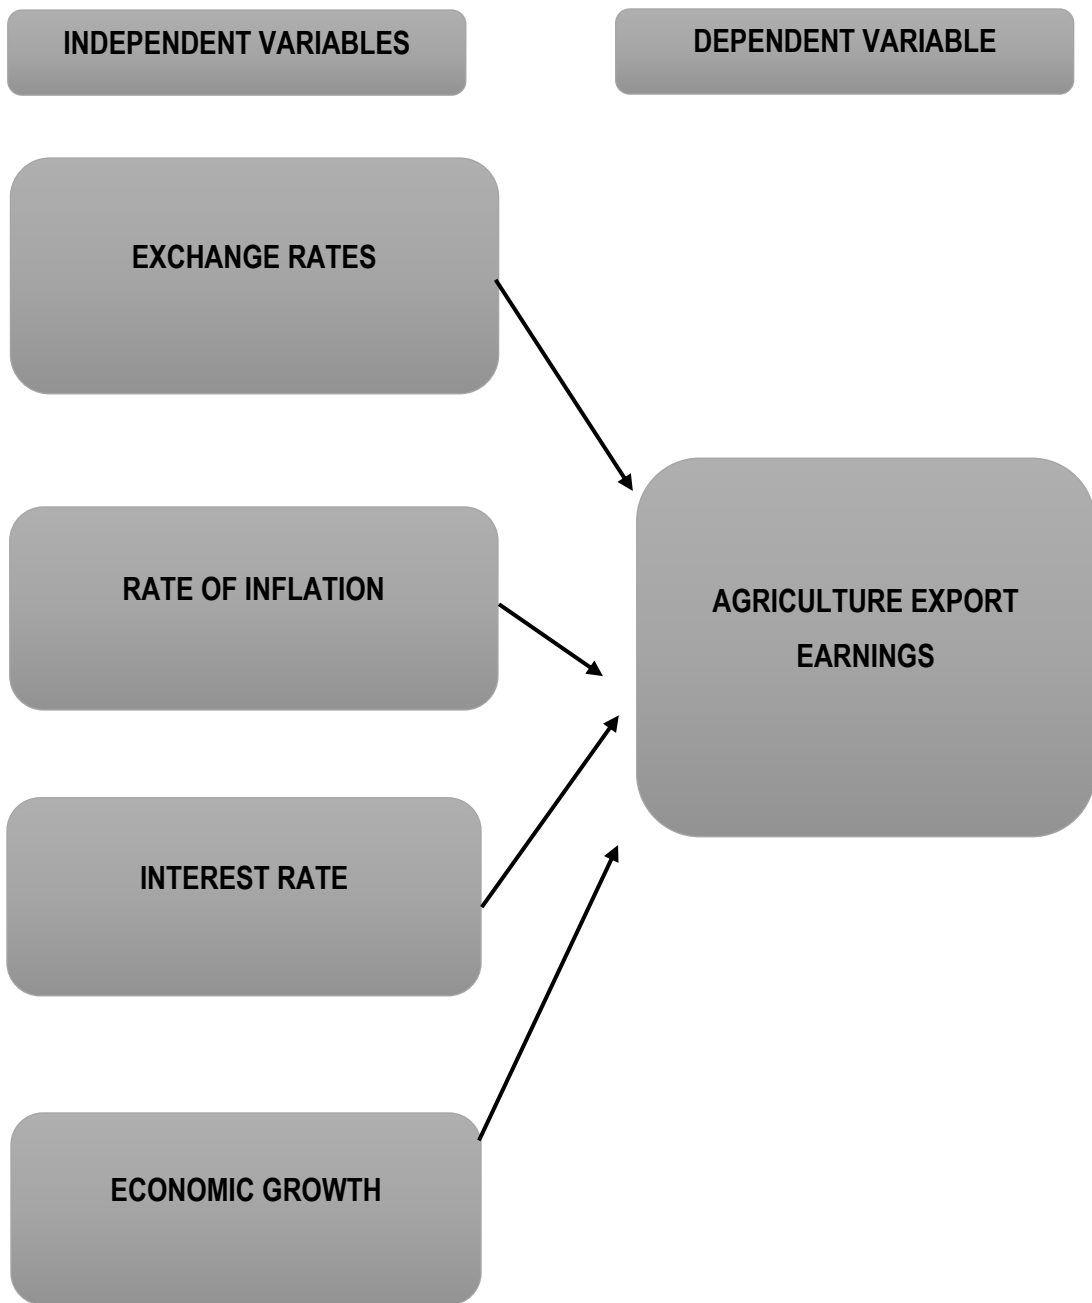 INDEPENDENT VARIABLES
DEPENDENT VARIABLE
EXCHANGE RATES
RATE OF INFLATION
AGRICULTURE EXPORT
EARNINGS
INTEREST RATE
ECONOMIC GROWTH